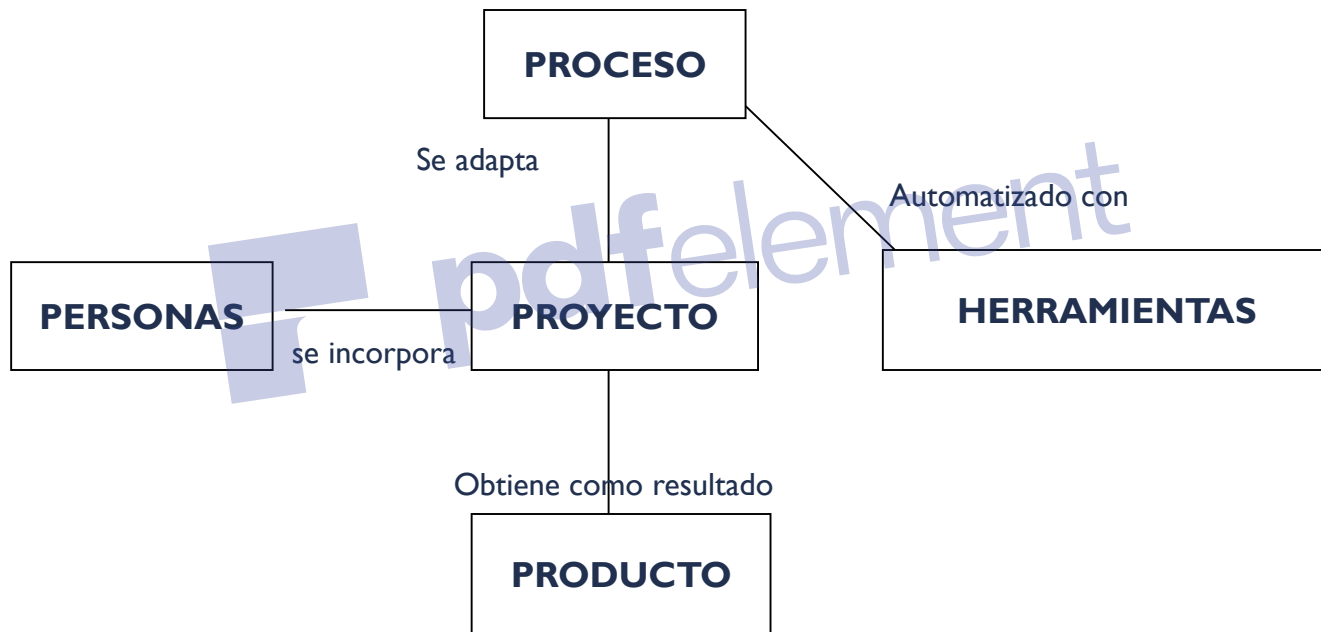 PROCESO
Se adapta
Automatizado con
pdfelement
PERSONAS
PROYECTO
HERRAMIENTAS
se incorpora
Obtiene como resultado
PRODUCTO